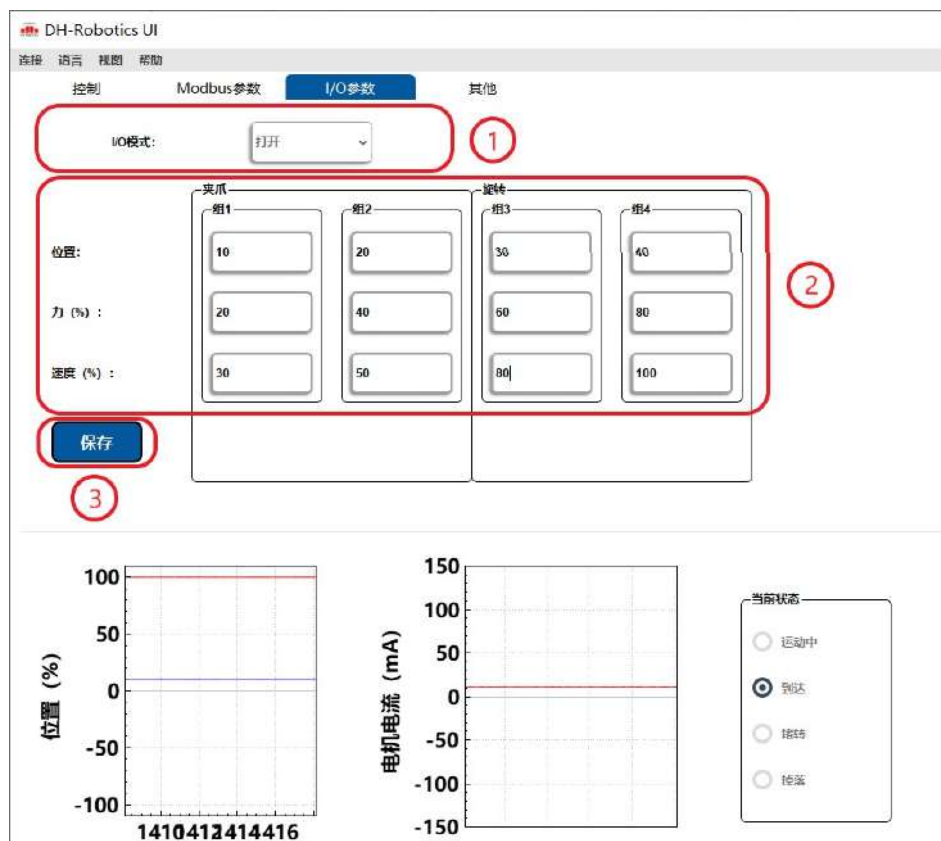 DH-Robotics UI
连接 语言 视图 帮助
控制 Modbus参数 I/O参数 其他
I/O模式: 打开
1
夹爪 旋转
组1 组2 组3 组4
位置: 10 20 30 40
2
力 (%) : 20 40 60 80
速度 (%) : 30 50 80 100
保存
3
位置 (%)
100
50
0
-50
-100
1410 1412 1414 1416
电机电流 (mA)
150
100
50
0
-50
-100
-150
当前状态
运动中
到达
堵转
掉落